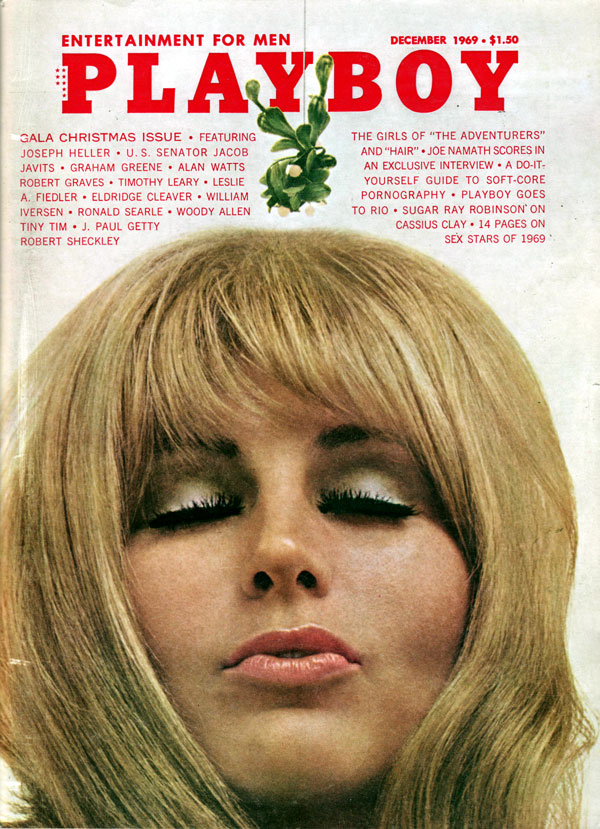 ENTERTAINMENT FOR MEN
DECEMBER 1969 • $1.50
PLAYBOY
GALA CHRISTMAS ISSUE • FEATURING
JOSEPH HELLER • U. S. SENATOR JACOB
JAVITS • GRAHAM GREENE • ALAN WATTS
ROBERT GRAVES • TIMOTHY LEARY • LESLIE
A. FIEDLER • ELDRIDGE CLEAVER • WILLIAM
IVERSEN • RONALD SEARLE • WOODY ALLEN
TINY TIM • J. PAUL GETTY
ROBERT SHECKLEY
THE GIRLS OF "THE ADVENTURERS"
AND "HAIR" • JOE NAMATH SCORES IN
AN EXCLUSIVE INTERVIEW • A DO-IT-
YOURSELF GUIDE TO SOFT-CORE
PORNOGRAPHY • PLAYBOY GOES
TO RIO • SUGAR RAY ROBINSON ON
CASSIUS CLAY • 14 PAGES ON
SEX STARS OF 1969